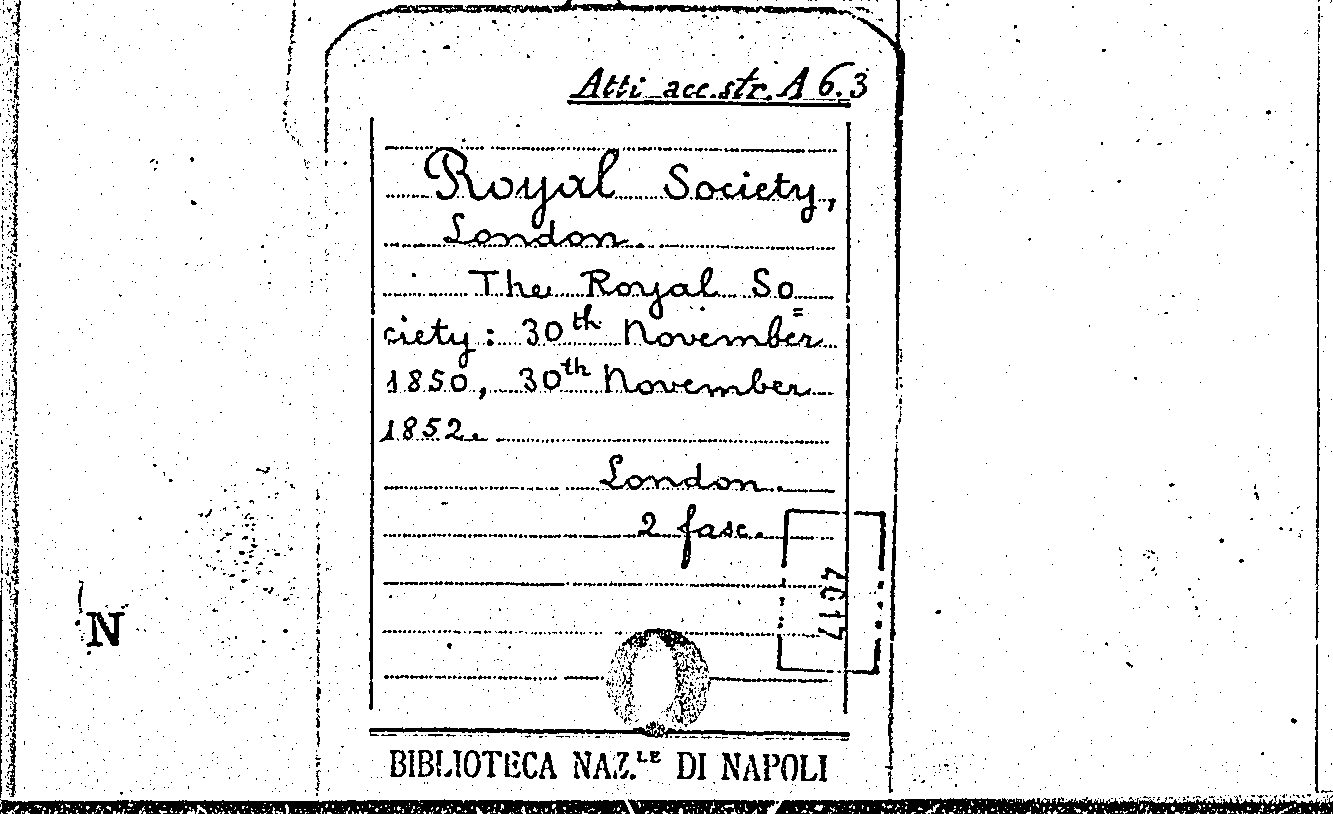 Atti acc. str. A 6.3
Royal Society,
London.
The Royal So=
ciety: 30th November
1850, 30th November
1852.
London.
2 fasc.
4017
N
BIBLIOTECA NAZ.LE DI NAPOLI